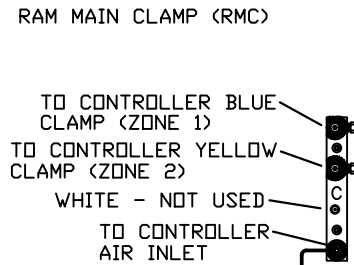 RAM MAIN CLAMP (RMC)
TO CONTROLLER BLUE
CLAMP (ZONE 1)
TO CONTROLLER YELLOW
CLAMP (ZONE 2)
C
WHITE - NOT USED
TO CONTROLLER
AIR INLET